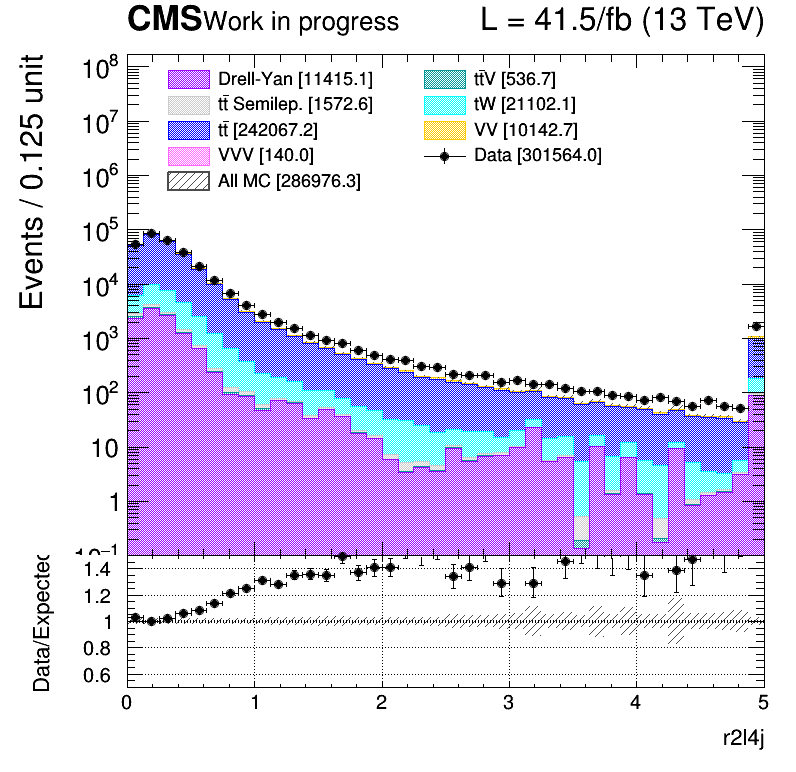 CMS Work in progress L = 41.5/fb (13 TeV)
Events / 0.125 unit
10⁸
10⁷
10⁶
10⁵
10⁴
10³
10²
10
1
10⁻¹
Drell-Yan [11415.1]
tt̄ Semilep. [1572.6]
tt̄ [242067.2]
VVV [140.0]
All MC [286976.3]
tt̄V [536.7]
tW [21102.1]
VV [10142.7]
Data [301564.0]
Data/Expected
1.4
1.2
1
0.8
0.6
0 1 2 3 4 5
r2l4j